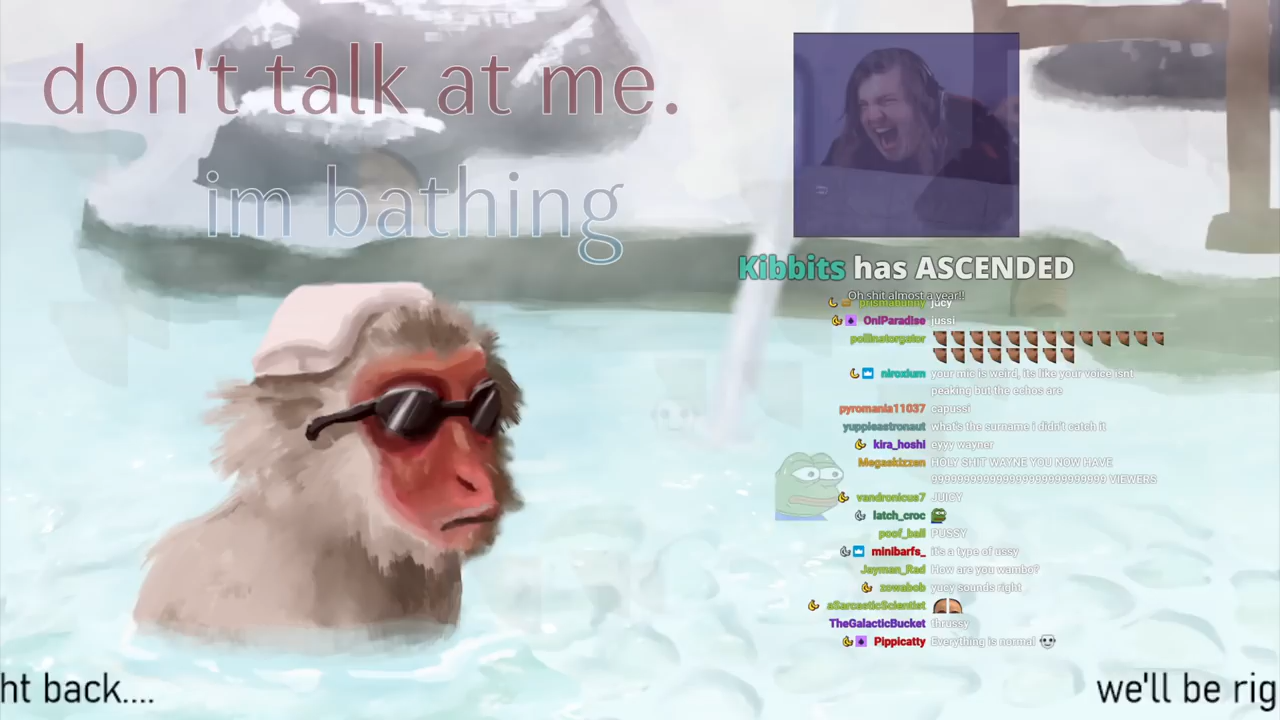 don't talk at me.
im bathing
Kibbits has ASCENDED
Oh shit almost a year!!
prismabunny jucy
OniParadise jussi
pollinatorgator
niroxium your mic is weird, its like your voice isnt
peaking but the echos are
pyromania11037 capussi
yuppieastronaut what's the surname i didn't catch it
kira_hoshi eyyy wayner
Megaskizzen HOLY SHIT WAYNE YOU NOW HAVE
99999999999999999999999999999 VIEWERS
vandronicus7 JUICY
latch_croc
poof_ball PUSSY
minibarfs_ it's a type of ussy
Jayman_Rad How are you wambo?
zowabob yucy sounds right
aSarcasticScientist
TheGalacticBucket thrussy
Pippicatty Everything is normal
ht back....
we'll be rig